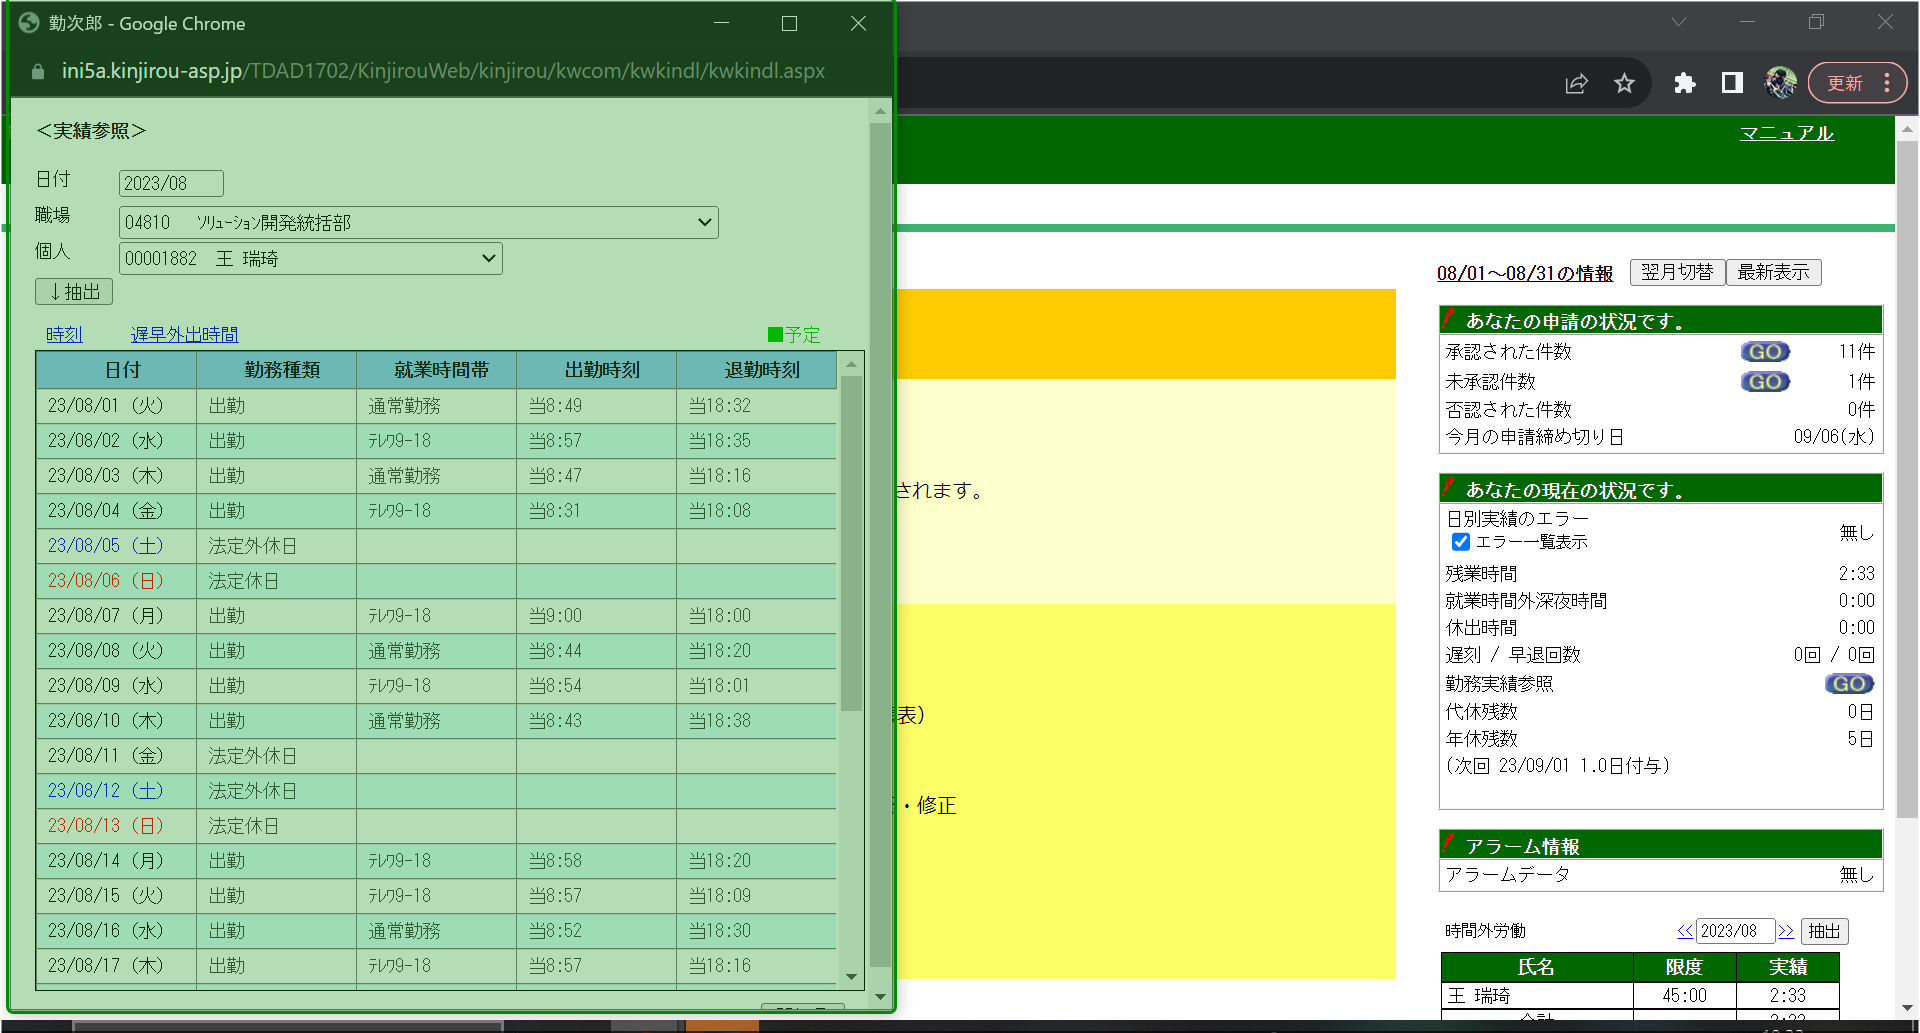 勤次郎 - Google Chrome
ini5a.kinjirou-asp.jp/TDAD1702/KinjirouWeb/kinjirou/kwcom/kwkindl/kwkindl.aspx
更新
マニュアル
＜実績参照＞
日付 2023/08
職場 04810 ｿﾘｭｰｼｮﾝ開発統括部
個人 00001882 王 瑞琦
↓抽出
時刻 遅早外出時間 ■予定
日付 勤務種類 就業時間帯 出勤時刻 退勤時刻
23/08/01 (火) 出勤 通常勤務 当8:49 当18:32
23/08/02 (水) 出勤 ﾃﾚﾜ9-18 当8:57 当18:35
23/08/03 (木) 出勤 通常勤務 当8:47 当18:16
23/08/04 (金) 出勤 ﾃﾚﾜ9-18 当8:31 当18:08
23/08/05 (土) 法定外休日
23/08/06 (日) 法定休日
23/08/07 (月) 出勤 ﾃﾚﾜ9-18 当9:00 当18:00
23/08/08 (火) 出勤 通常勤務 当8:44 当18:20
23/08/09 (水) 出勤 ﾃﾚﾜ9-18 当8:54 当18:01
23/08/10 (木) 出勤 通常勤務 当8:43 当18:38
23/08/11 (金) 法定外休日
23/08/12 (土) 法定外休日
23/08/13 (日) 法定休日
23/08/14 (月) 出勤 ﾃﾚﾜ9-18 当8:58 当18:20
23/08/15 (火) 出勤 ﾃﾚﾜ9-18 当8:57 当18:09
23/08/16 (水) 出勤 通常勤務 当8:52 当18:30
23/08/17 (木) 出勤 ﾃﾚﾜ9-18 当8:57 当18:16
されます。
表）
・修正
08/01～08/31の情報 翌月切替 最新表示
あなたの申請の状況です。
承認された件数 GO 11件
未承認件数 GO 1件
否認された件数 0件
今月の申請締め切り日 09/06(水)
あなたの現在の状況です。
日別実績のエラー 無し
エラー一覧表示
残業時間 2:33
就業時間外深夜時間 0:00
休出時間 0:00
遅刻 / 早退回数 0回 / 0回
勤務実績参照 GO
代休残数 0日
年休残数 5日
(次回 23/09/01 1.0日付与)
アラーム情報
アラームデータ 無し
時間外労働 << 2023/08 >> 抽出
氏名 限度 実績
王 瑞琦 45:00 2:33